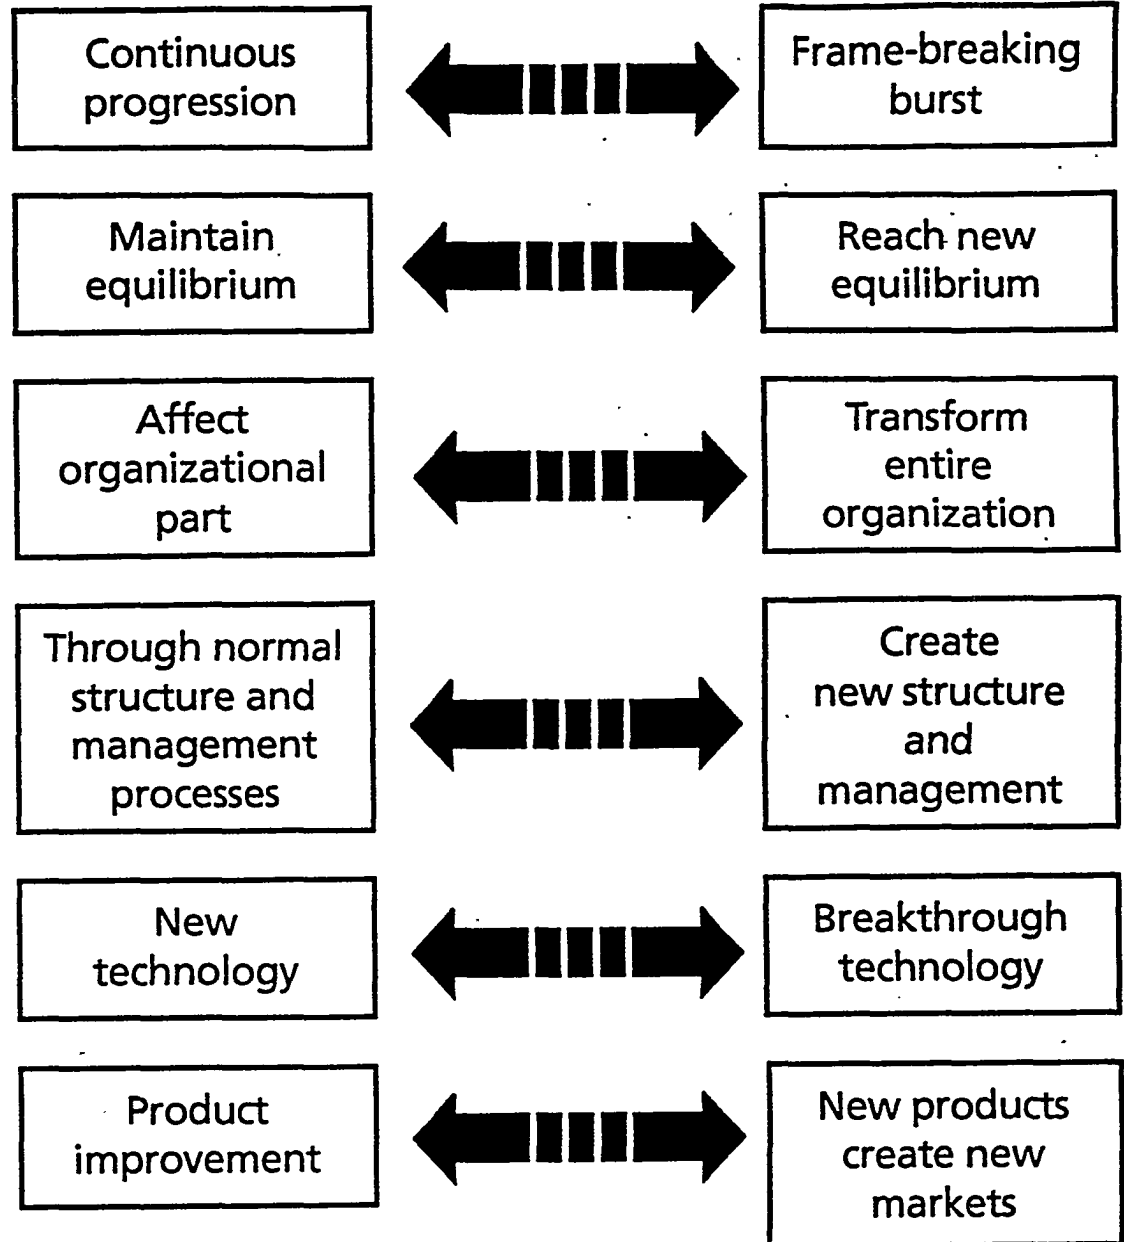 Continuous
progression
Frame-breaking
burst
Maintain
equilibrium
Reach new
equilibrium
Affect
organizational
part
Transform
entire
organization
Through normal
structure and
management
processes
Create
new structure
and
management
New
technology
Breakthrough
technology
Product
improvement
New products
create new
markets